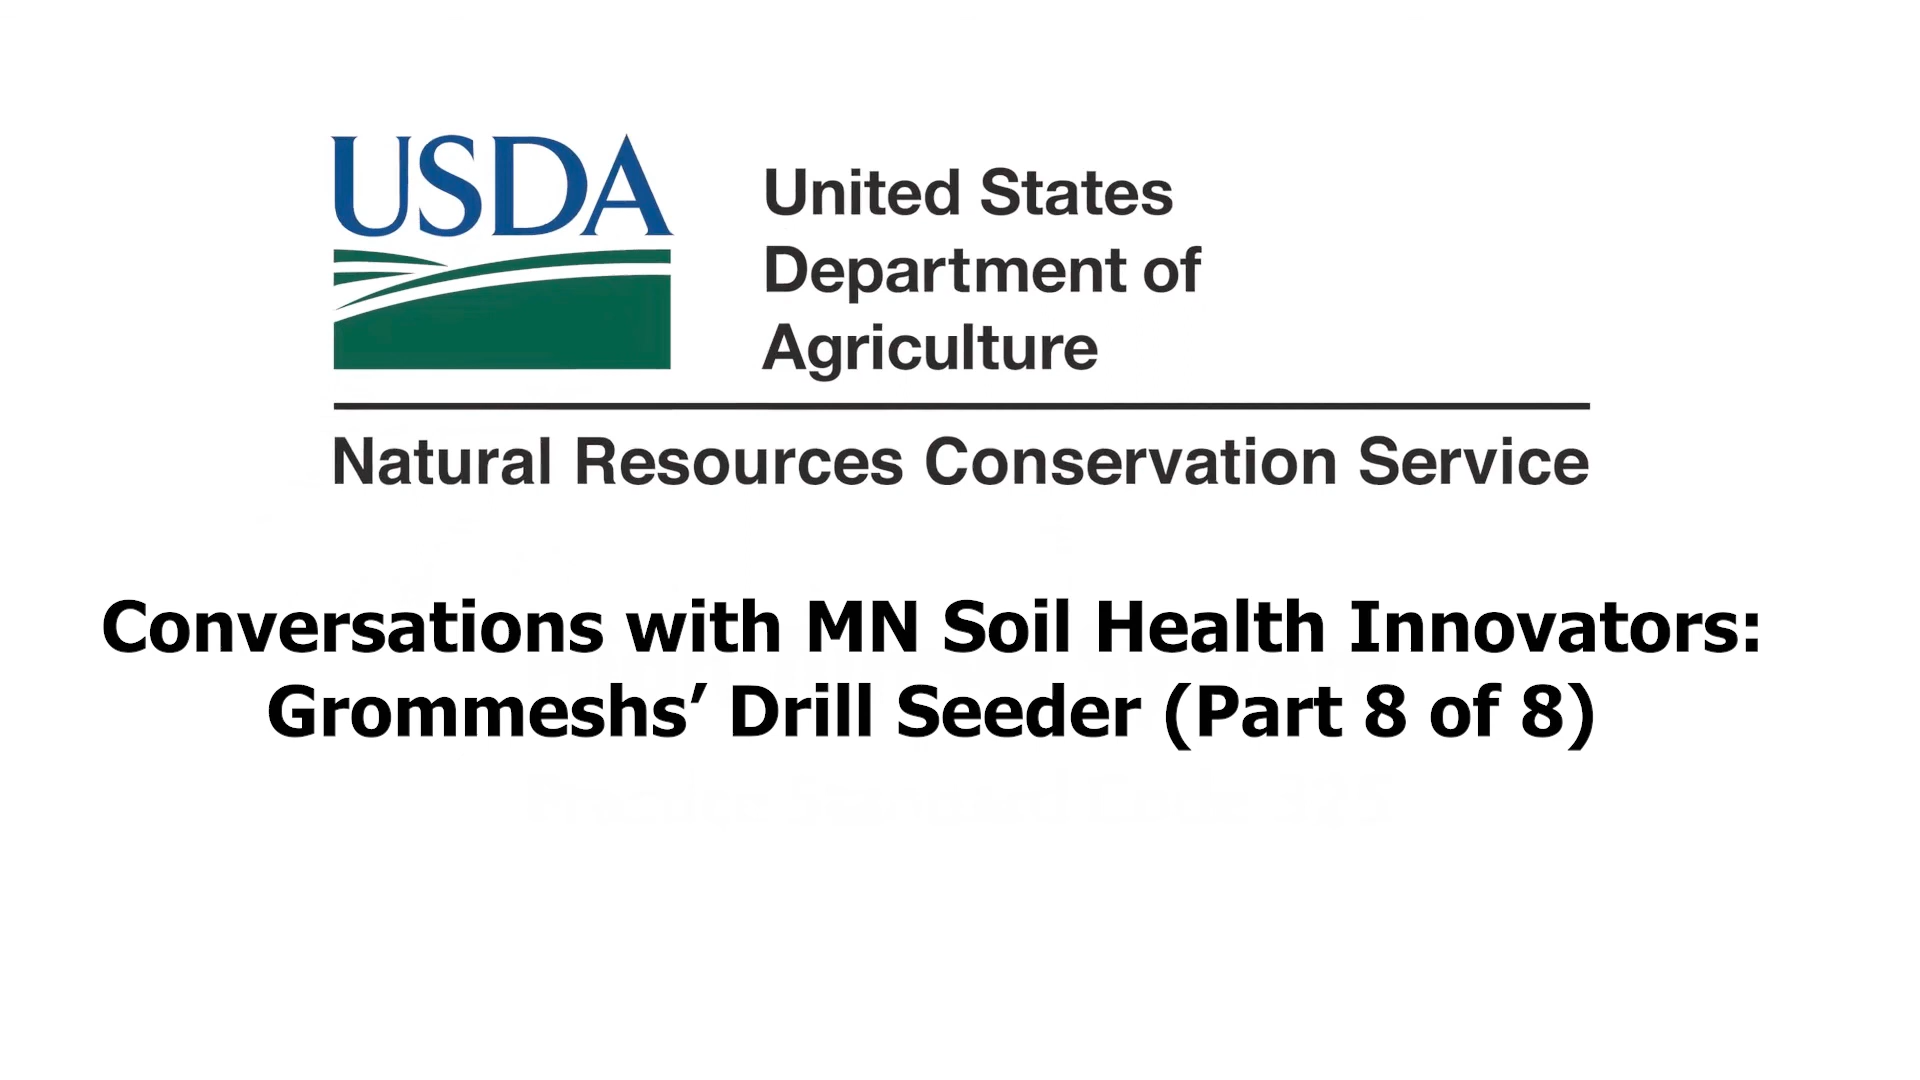 USDA
United States
Department of
Agriculture
Natural Resources Conservation Service
Conversations with MN Soil Health Innovators:
Grommeshs’ Drill Seeder (Part 8 of 8)